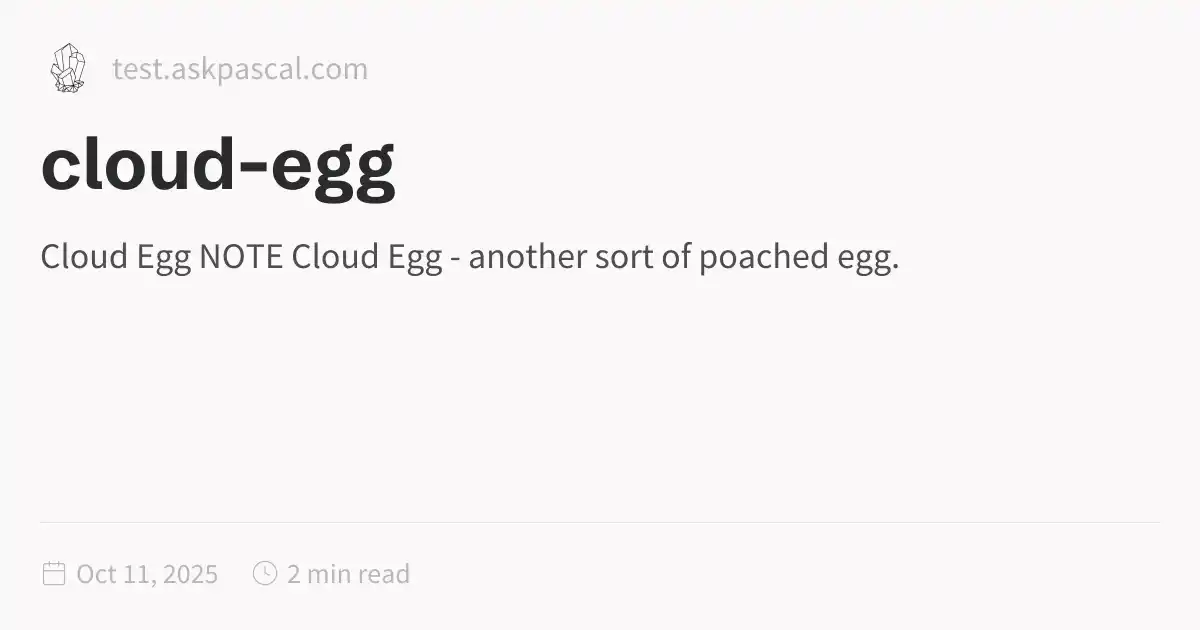 test.askpascal.com
cloud-egg
Cloud Egg NOTE Cloud Egg - another sort of poached egg.
Oct 11, 2025
2 min read